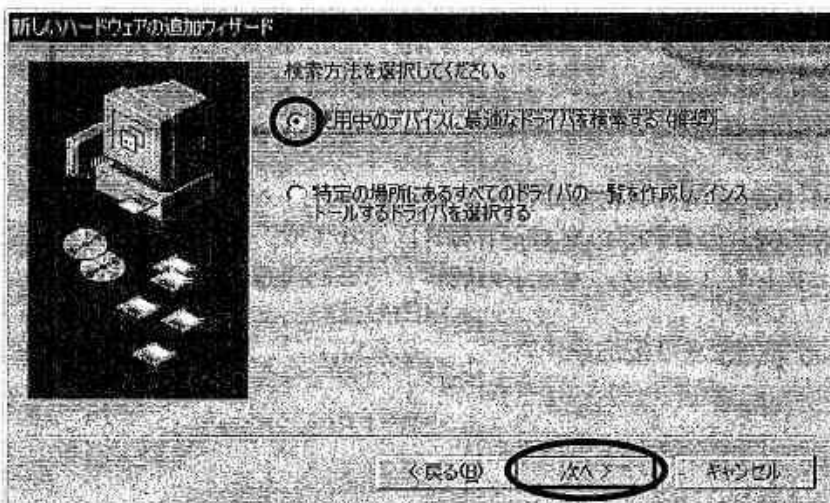 新しいハードウェアの追加ウィザード
検索方法を選択してください。
使用中のデバイスに最適なドライバを検索する (推奨)
特定の場所にあるすべてのドライバの一覧を作成し、インス
トールするドライバを選択する
< 戻る(B)
次へ >
キャンセル